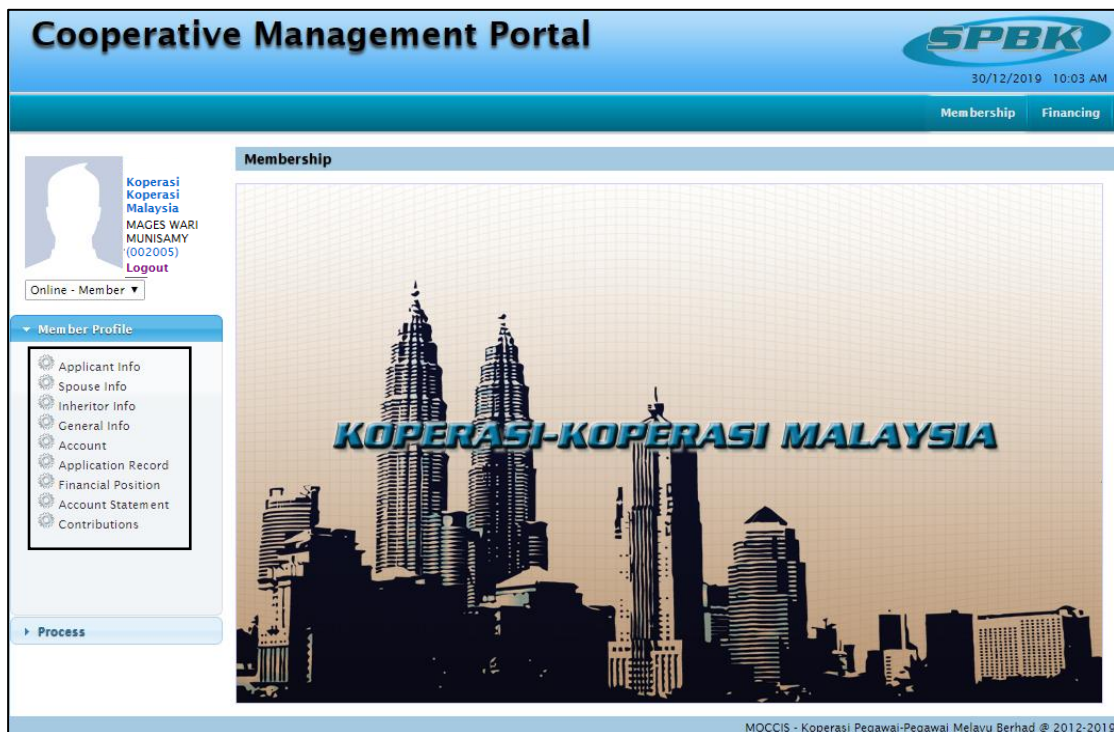 Cooperative Management Portal
SPBK
30/12/2019 10:03 AM
Membership Financing
Membership
Koperasi
Koperasi
Malaysia
MAGES WARI
MUNISAMY
(002005)
Logout
Online - Member ▼
Member Profile
Applicant Info
Spouse Info
Inheritor Info
General Info
Account
Application Record
Financial Position
Account Statement
Contributions
Process
KOPERASI-KOPERASI MALAYSIA
MOCCIS - Koperasi Pegawai-Pegawai Melayu Berhad @ 2012-2019